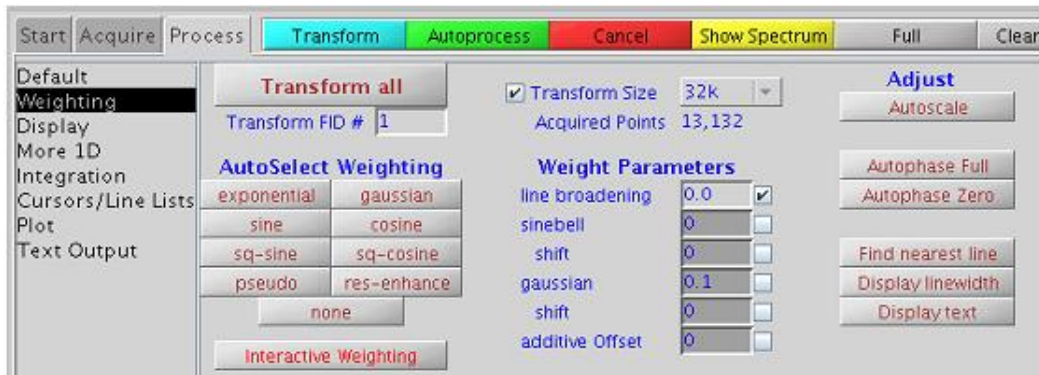 Start Acquire Process Transform Autoprocess Cancel Show Spectrum Full Clear
Default
Weighting
Display
More 1D
Integration
Cursors/Line Lists
Plot
Text Output
Transform all
Transform FID # 1
AutoSelect Weighting
exponential gaussian
sine cosine
sq-sine sq-cosine
pseudo res-enhance
none
Interactive Weighting
Transform Size 32k
Acquired Points 13,132
Weight Parameters
line broadening 0.0
sinebell 0
shift 0
gaussian 0.1
shift 0
additive Offset 0
Adjust
Autoscale
Autophase Full
Autophase Zero
Find nearest line
Display linewidth
Display text